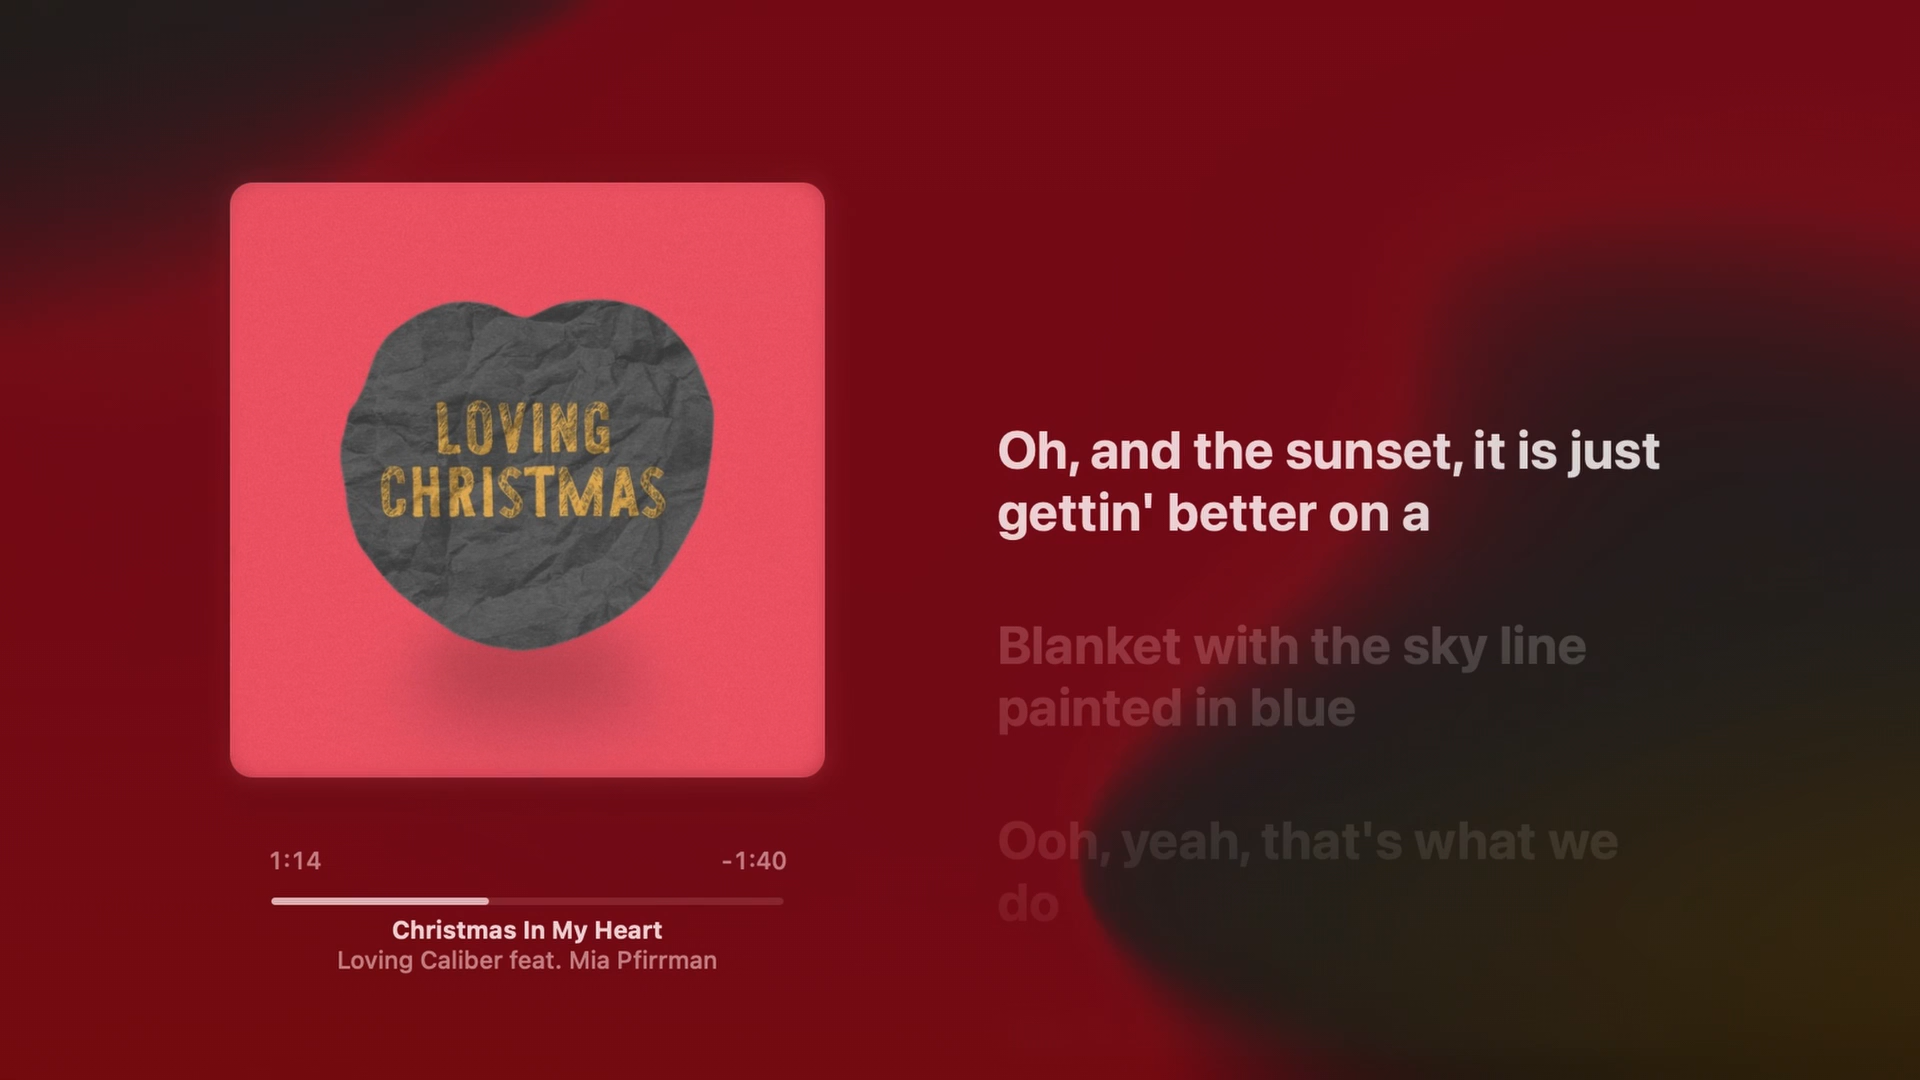 LOVING
CHRISTMAS
1:14
-1:40
Christmas In My Heart
Loving Caliber feat. Mia Pfirrman
Oh, and the sunset, it is just
gettin' better on a
Blanket with the sky line
painted in blue
Ooh, yeah, that's what we
do